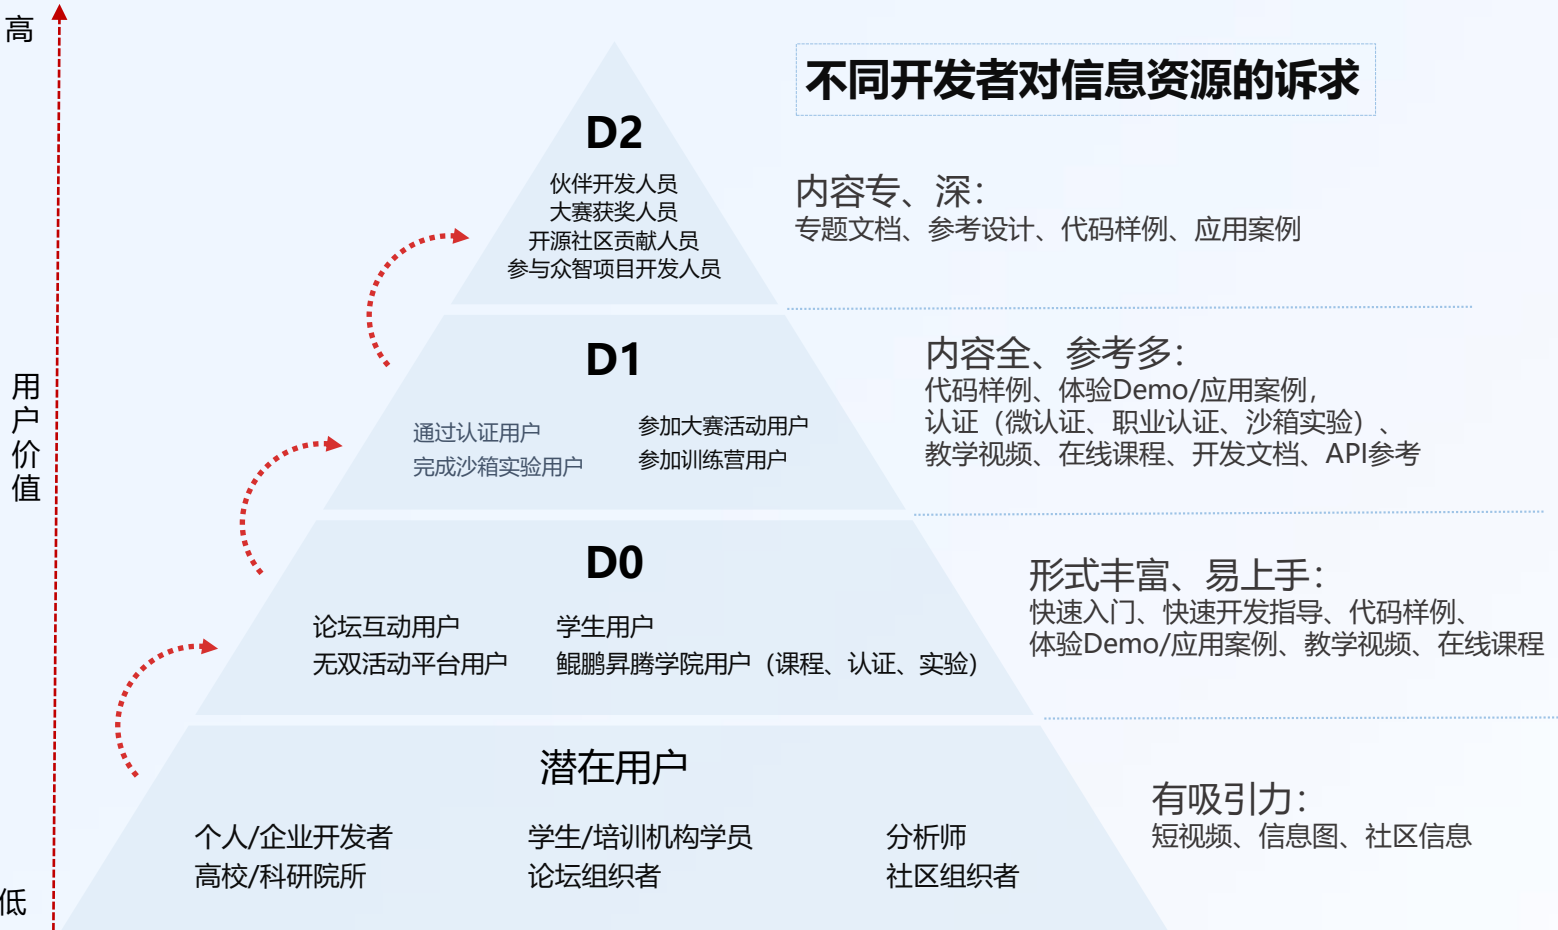 高
用户价值
低
不同开发者对信息资源的诉求
D2
伙伴开发人员
大赛获奖人员
开源社区贡献人员
参与众智项目开发人员
内容专、深：
专题文档、参考设计、代码样例、应用案例
D1
通过认证用户
完成沙箱实验用户
参加大赛活动用户
参加训练营用户
内容全、参考多：
代码样例、体验Demo/应用案例，
认证（微认证、职业认证、沙箱实验）、
教学视频、在线课程、开发文档、API参考
D0
论坛互动用户
无双活动平台用户
学生用户
鲲鹏昇腾学院用户（课程、认证、实验）
形式丰富、易上手：
快速入门、快速开发指导、代码样例、
体验Demo/应用案例、教学视频、在线课程
潜在用户
个人/企业开发者
高校/科研院所
学生/培训机构学员
论坛组织者
分析师
社区组织者
有吸引力：
短视频、信息图、社区信息